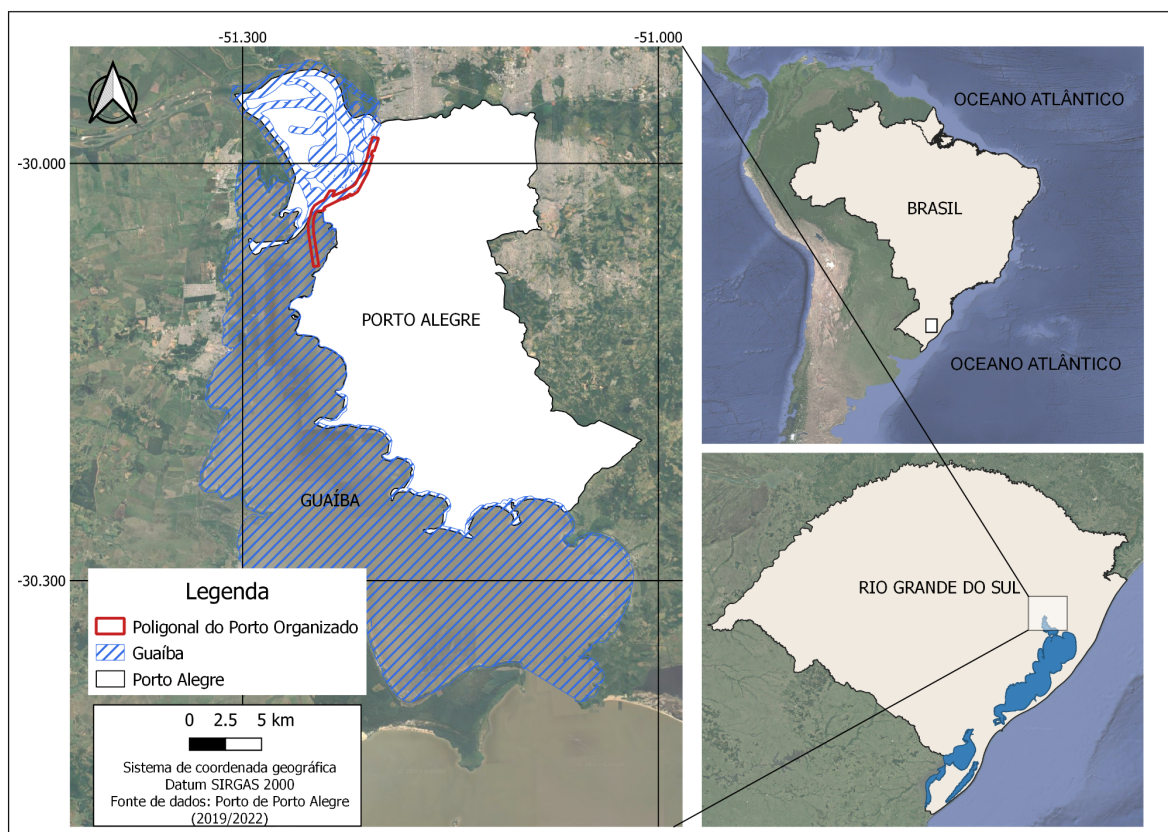 -51.300
-51.000
-30.000
PORTO ALEGRE
GUAÍBA
-30.300
Legenda
Poligonal do Porto Organizado
Guaíba
Porto Alegre
0 2.5 5 km
Sistema de coordenada geográfica
Datum SIRGAS 2000
Fonte de dados: Porto de Porto Alegre
(2019/2022)
OCEANO ATLÂNTICO
BRASIL
OCEANO ATLÂNTICO
RIO GRANDE DO SUL